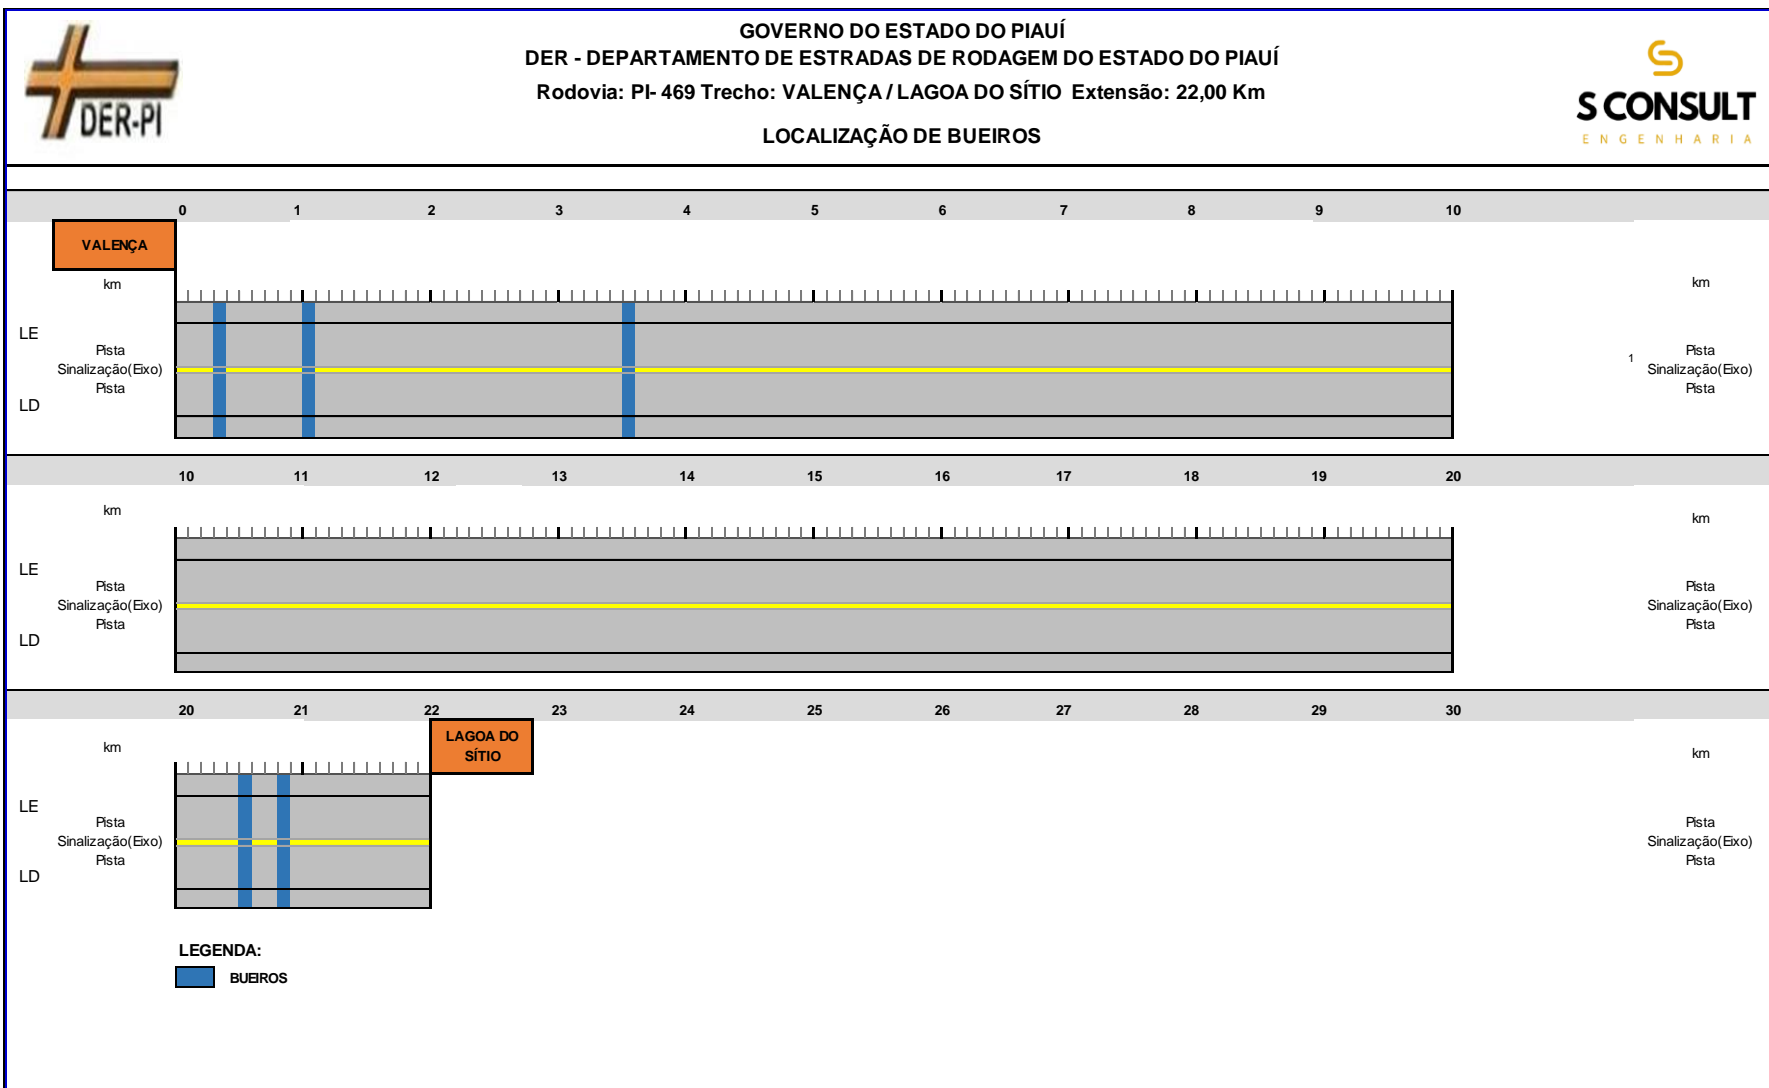 GOVERNO DO ESTADO DO PIAUÍ
DER - DEPARTAMENTO DE ESTRADAS DE RODAGEM DO ESTADO DO PIAUÍ
Rodovia: PI- 469 Trecho: VALENÇA / LAGOA DO SÍTIO Extensão: 22,00 Km
LOCALIZAÇÃO DE BUEIROS
DER-PI
S CONSULT
ENGENHARIA
0 1 2 3 4 5 6 7 8 9 10
VALENÇA
km km
LE
Pista 1 Pista
Sinalização(Eixo) Sinalização(Eixo)
Pista Pista
LD
10 11 12 13 14 15 16 17 18 19 20
km km
LE
Pista Pista
Sinalização(Eixo) Sinalização(Eixo)
Pista Pista
LD
20 21 22 23 24 25 26 27 28 29 30
LAGOA DO
SÍTIO
km km
LE
Pista Pista
Sinalização(Eixo) Sinalização(Eixo)
Pista Pista
LD
LEGENDA:
BUEIROS